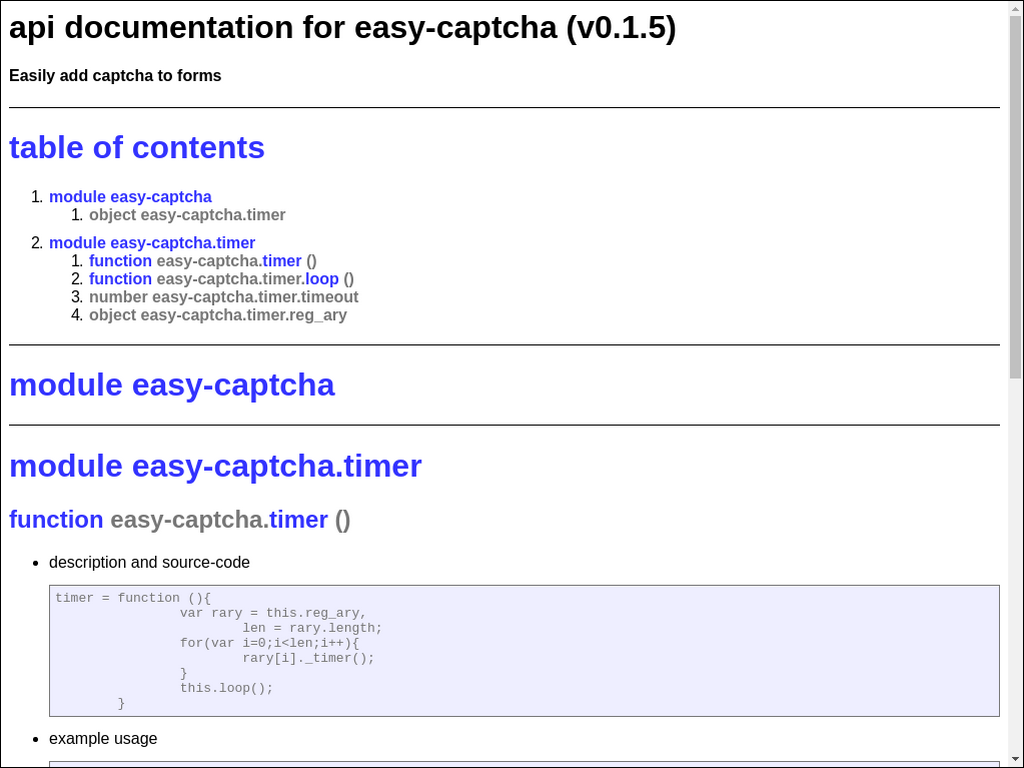 api documentation for easy-captcha (v0.1.5)
Easily add captcha to forms
table of contents
1. module easy-captcha
1. object easy-captcha.timer
2. module easy-captcha.timer
1. function easy-captcha.timer ()
2. function easy-captcha.timer.loop ()
3. number easy-captcha.timer.timeout
4. object easy-captcha.timer.reg_ary
module easy-captcha
module easy-captcha.timer
function easy-captcha.timer ()
• description and source-code
timer = function (){
var rary = this.reg_ary,
len = rary.length;
for(var i=0;i<len;i++){
rary[i]._timer();
}
this.loop();
}
• example usage